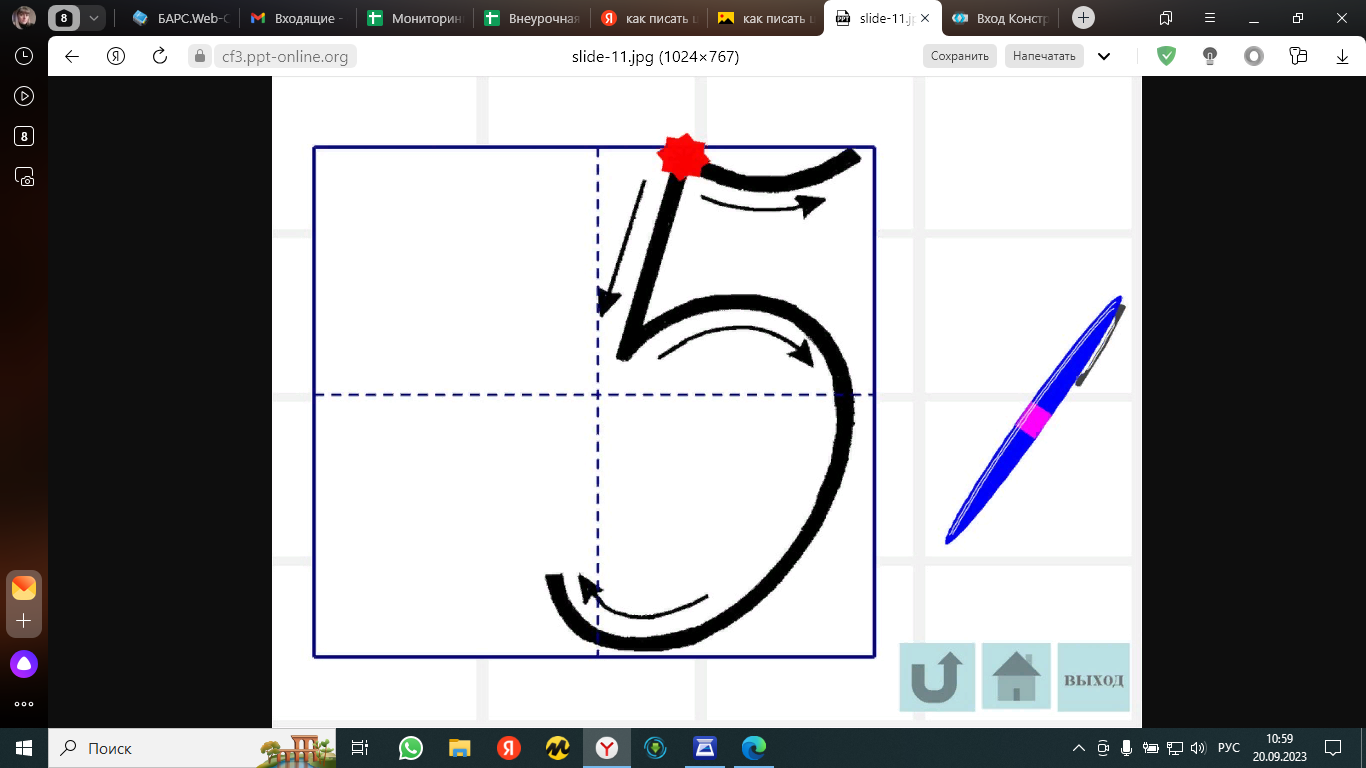 8
БАРС.Web-С
Входящие -
Мониторин
Внеурочная
как писать ц
как писать ц
slide-11.j
Вход Констр
cf3.ppt-online.org
slide-11.jpg (1024×767)
Сохранить
Напечатать
8
5
ВЫХОД
Поиск
РУС
10:59
20.09.2023